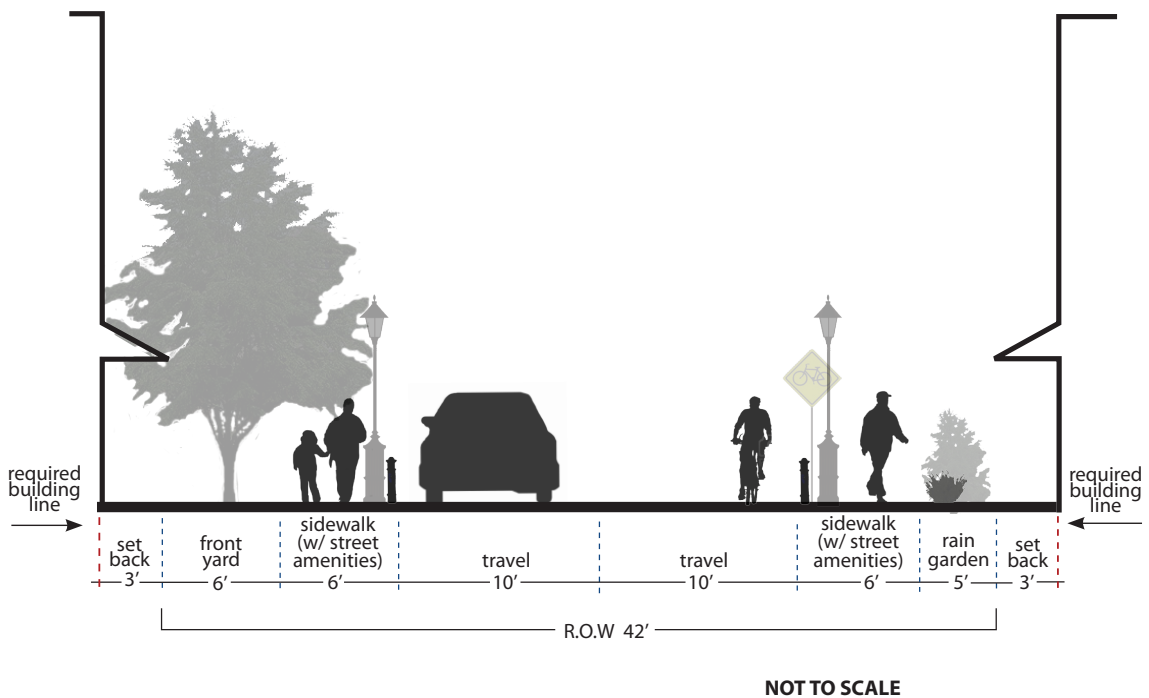 required
building
line
required
building
line
set
back
3’
front
yard
6’
sidewalk
(w/ street
amenities)
6’
travel
10’
travel
10’
sidewalk
(w/ street
amenities)
6’
rain
garden
5’
set
back
3’
R.O.W 42’
NOT TO SCALE